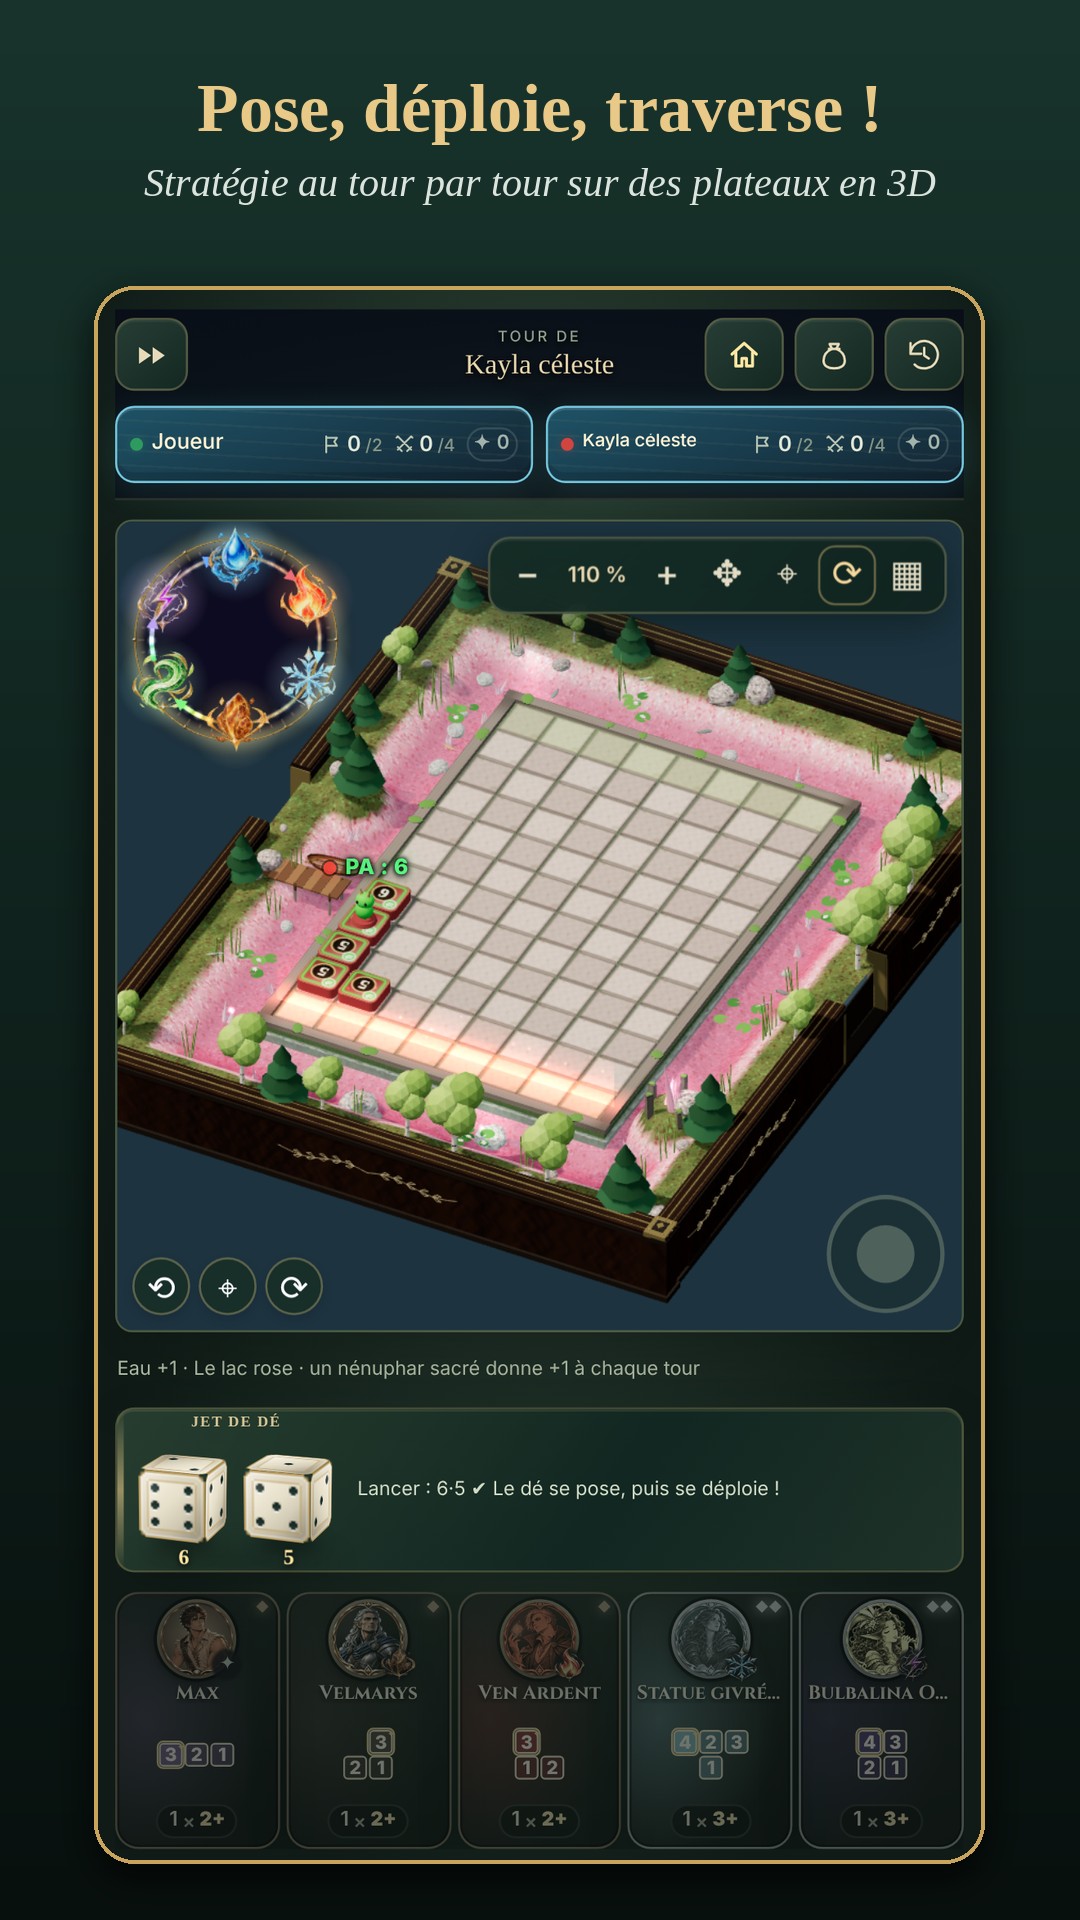 Pose, déploie, traverse !
Stratégie au tour par tour sur des plateaux en 3D
TOUR DE
Kayla céleste
Joueur 0 /2 0 /4 0
Kayla céleste 0 /2 0 /4 0
− 110 % +
PA : 6
6
5
5
5
Eau +1 · Le lac rose · un nénuphar sacré donne +1 à chaque tour
JET DE DÉ
Lancer : 6·5 ✔ Le dé se pose, puis se déploie !
6 5
MAX
VELMARYS
VEN ARDENT
STATUE GIVRÉ...
BULBALINA O...
3 2 1
3
2 1
3
1 2
4 2 3
1
4 3
2 1
1 × 2+
1 × 2+
1 × 2+
1 × 3+
1 × 3+